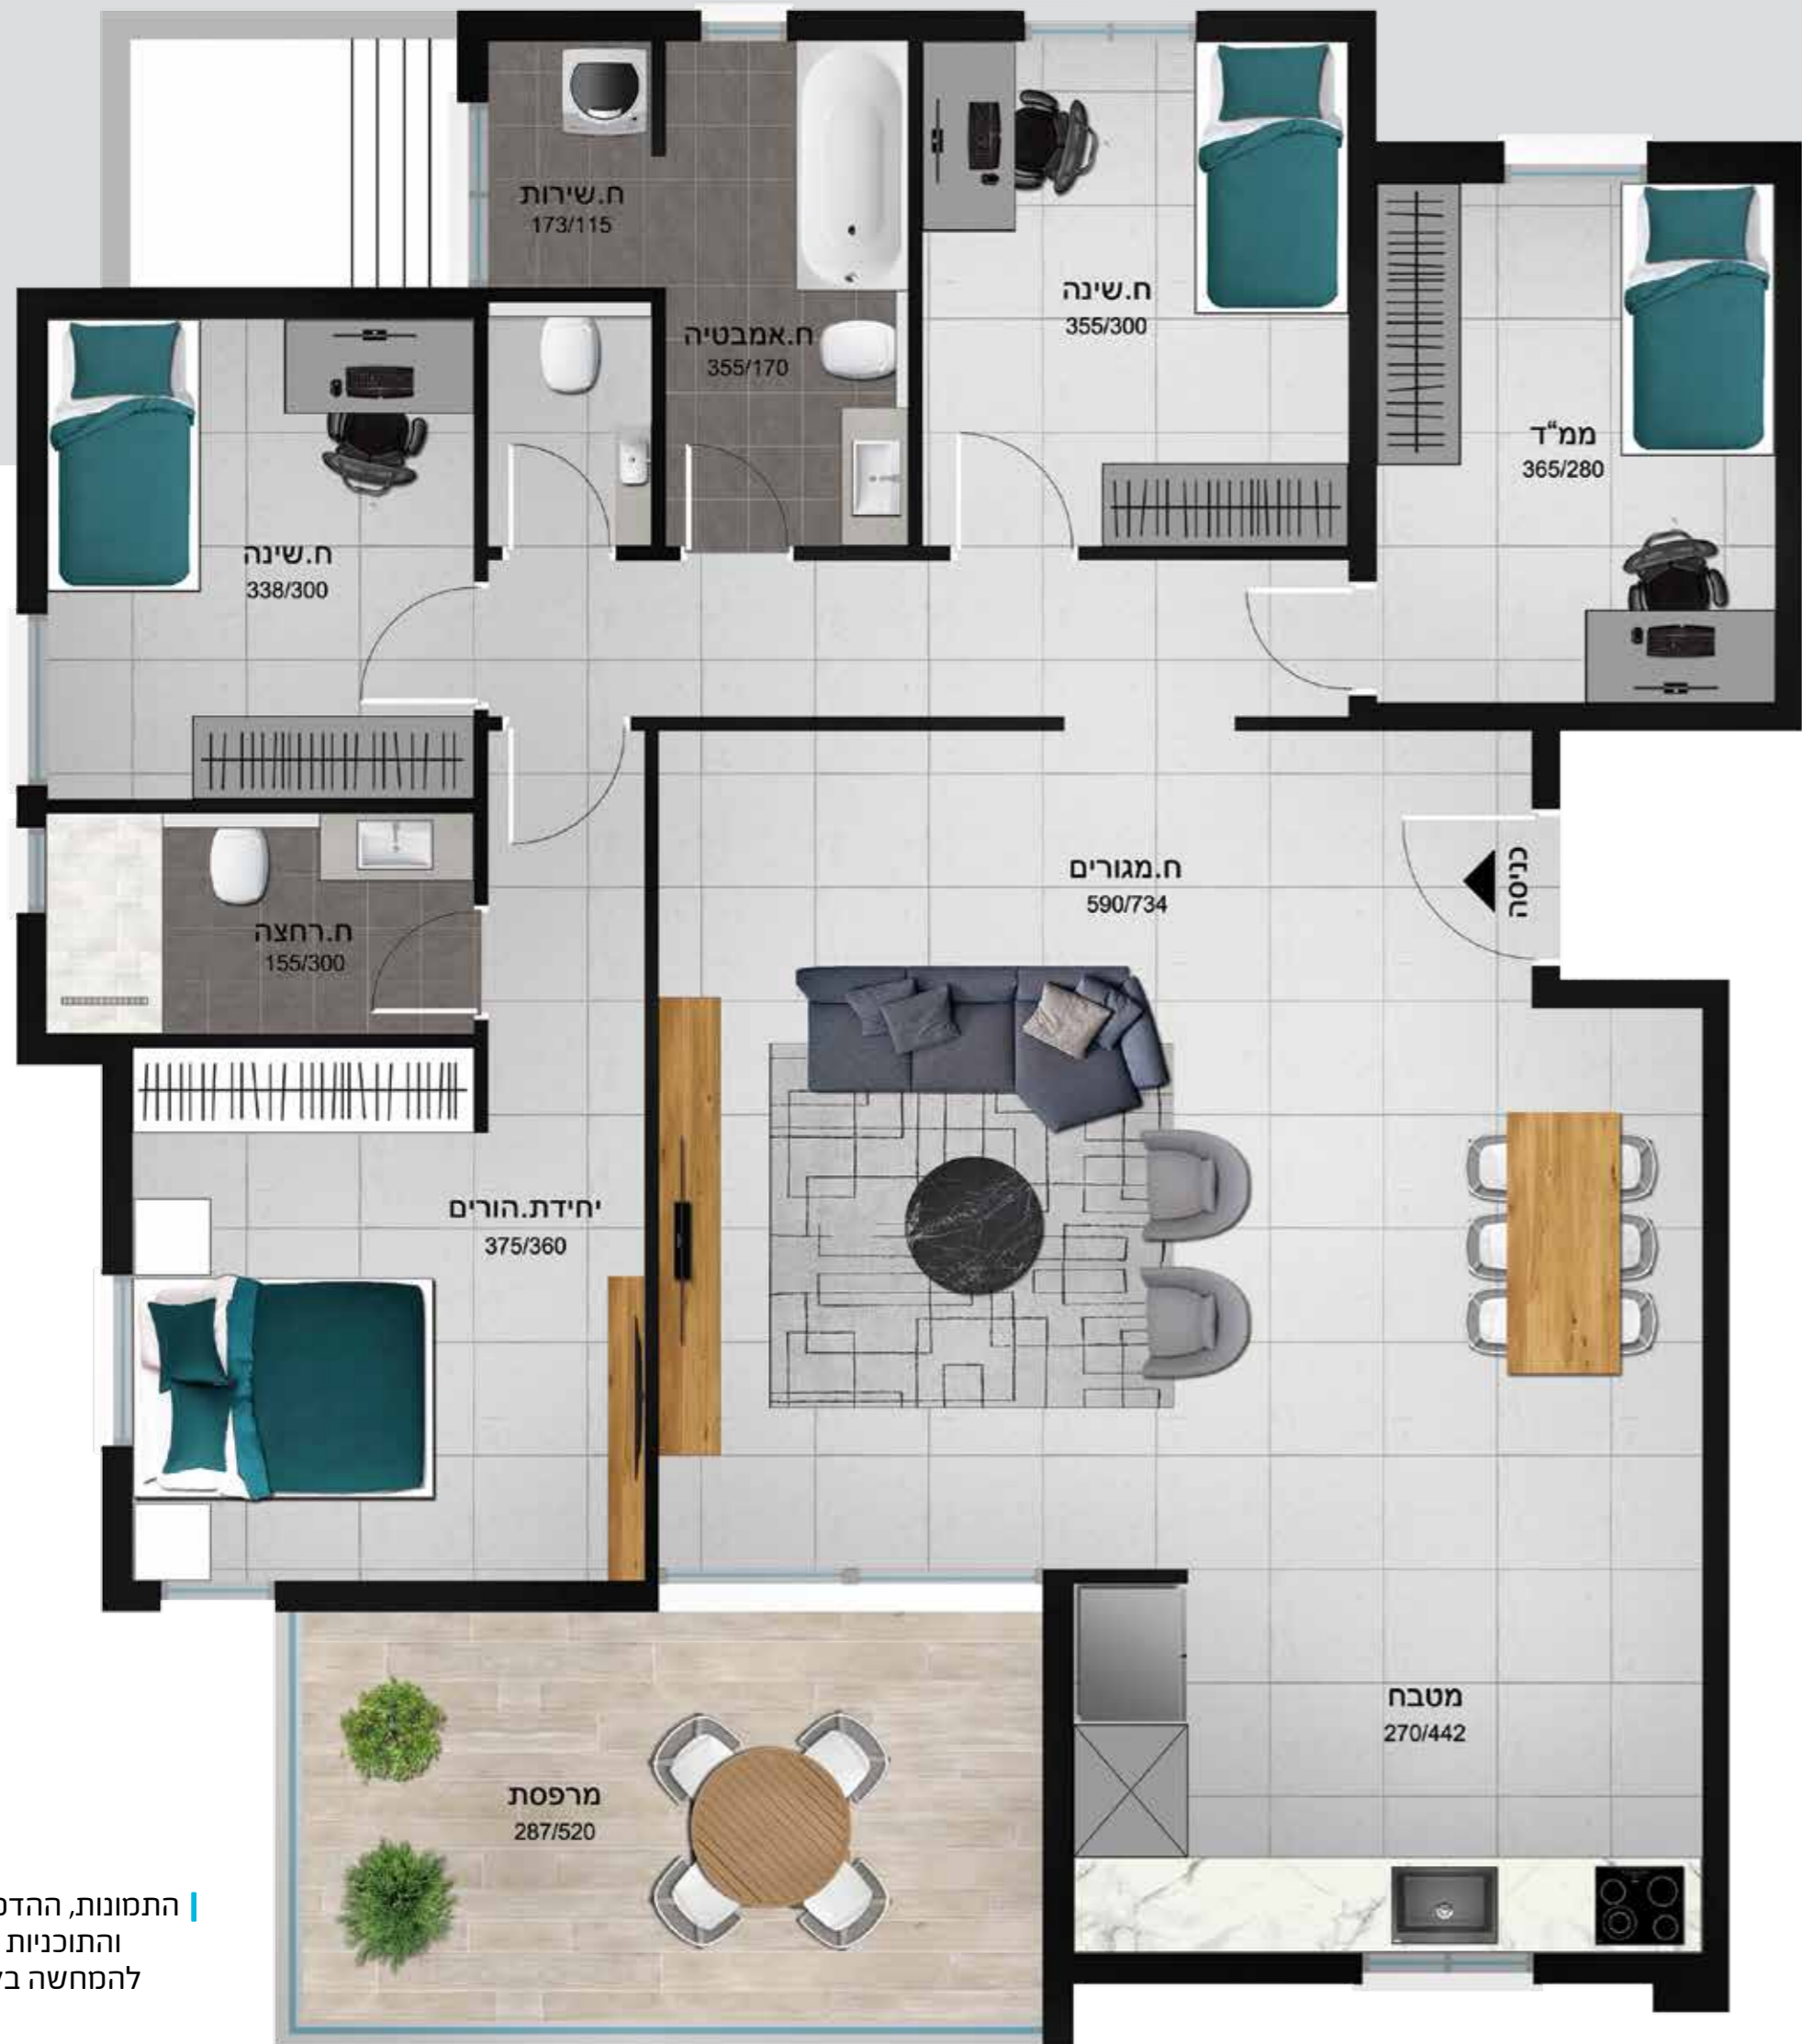 ח.שירות
173/115
ח.אמבטיה
355/170
ח.שינה
355/300
ממ"ד
365/280
ח.שינה
338/300
ח.מגורים
590/734
כניסה
ח.רחצה
155/300
יחידת.הורים
375/360
מטבח
270/442
מרפסת
287/520
התמונות,
והתוכניות
להמחשה